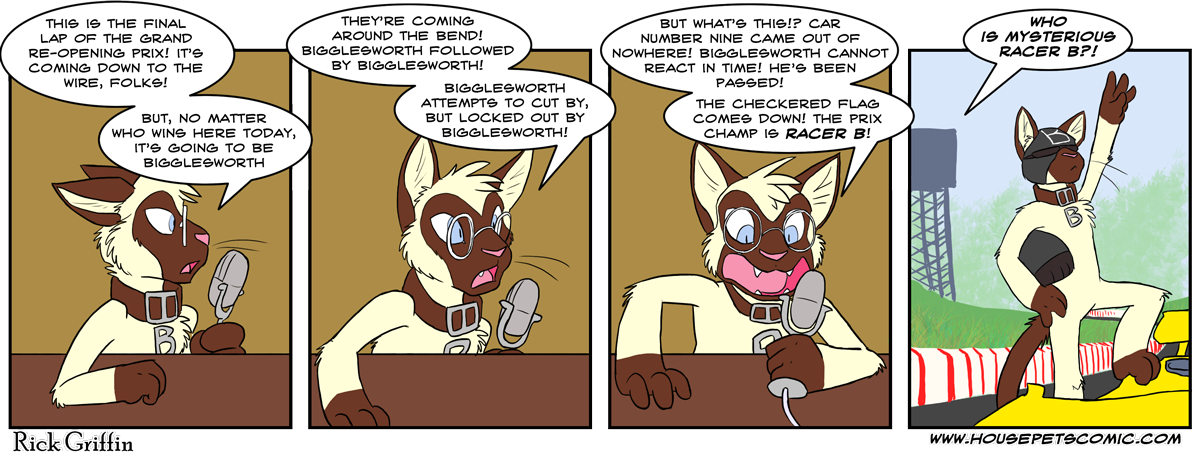 THIS IS THE FINAL
LAP OF THE GRAND
RE-OPENING PRIX! IT'S
COMING DOWN TO THE
WIRE, FOLKS!
BUT, NO MATTER
WHO WINS HERE TODAY,
IT'S GOING TO BE
BIGGLESWORTH
B
THEY'RE COMING
AROUND THE BEND!
BIGGLESWORTH FOLLOWED
BY BIGGLESWORTH!
BIGGLESWORTH
ATTEMPTS TO CUT BY,
BUT LOCKED OUT BY
BIGGLESWORTH!
BUT WHAT'S THIS!? CAR
NUMBER NINE CAME OUT OF
NOWHERE! BIGGLESWORTH CANNOT
REACT IN TIME! HE'S BEEN
PASSED!
THE CHECKERED FLAG
COMES DOWN! THE PRIX
CHAMP IS RACER B!
WHO
IS MYSTERIOUS
RACER B?!
B
B
Rick Griffin
WWW.HOUSEPETSCOMIC.COM